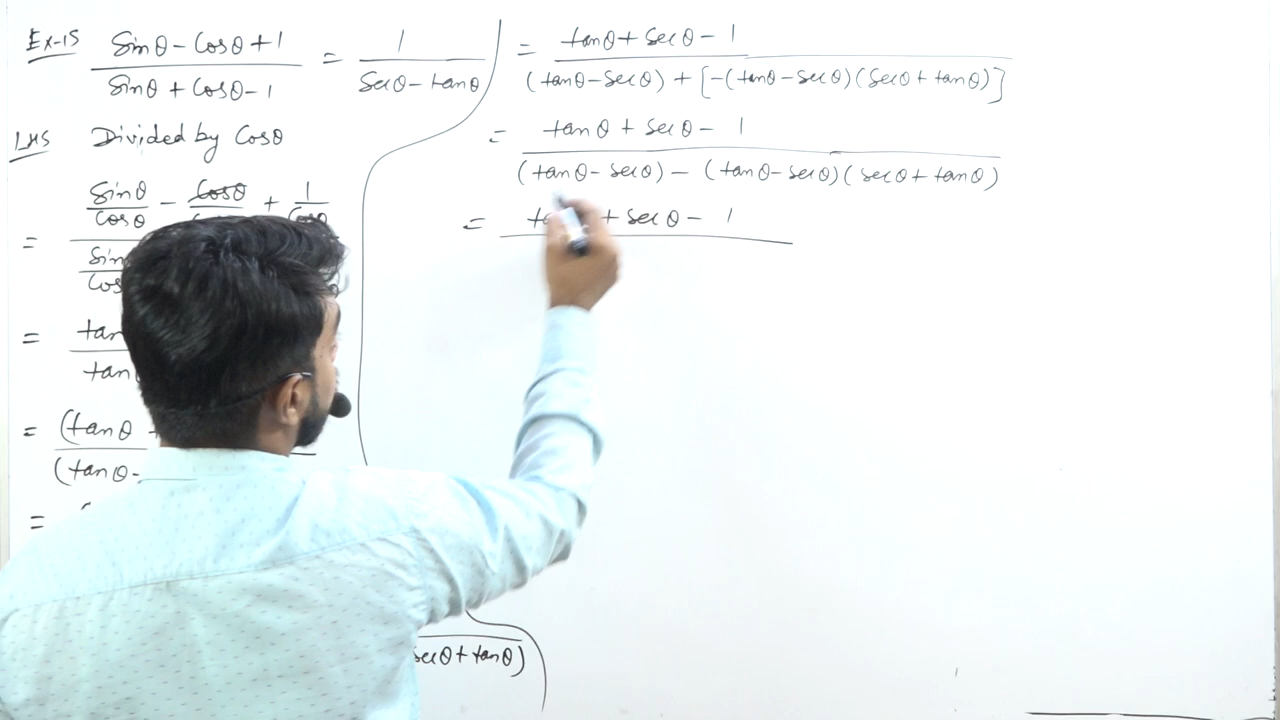 Ex-15 (Sinθ - Cosθ + 1)/(Sinθ + Cosθ - 1) = 1/(Secθ - tanθ)
LHS Divided by Cosθ
= Sinθ/Cosθ - Cosθ/ + 1/Cosθ
Sin
Cos
= tan
tan
= (tanθ
(tanθ -
=
secθ + tanθ)
= tanθ + secθ - 1
(tanθ - secθ) + [-(tanθ - secθ)(secθ + tanθ)]
= tanθ + secθ - 1
(tanθ - secθ) - (tanθ - secθ)(secθ + tanθ)
= + secθ - 1